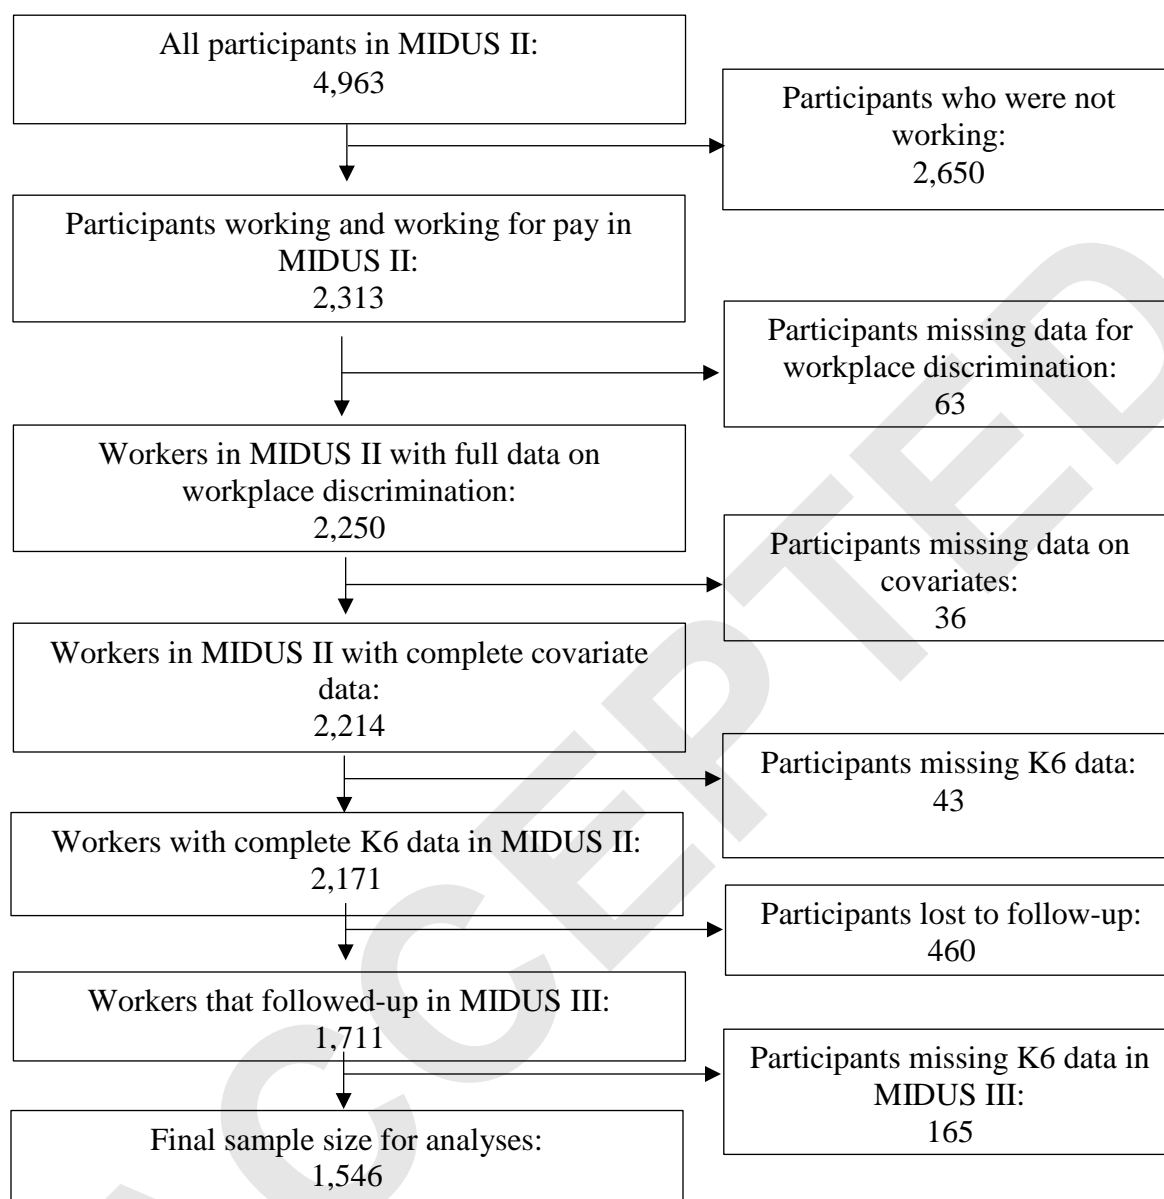 All participants in MIDUS II:
4,963
Participants who were not
working:
2,650
Participants working and working for pay in
MIDUS II:
2,313
Participants missing data for
workplace discrimination:
63
Workers in MIDUS II with full data on
workplace discrimination:
2,250
Participants missing data on
covariates:
36
Workers in MIDUS II with complete covariate
data:
2,214
Participants missing K6 data:
43
Workers with complete K6 data in MIDUS II:
2,171
Participants lost to follow-up:
460
Workers that followed-up in MIDUS III:
1,711
Participants missing K6 data in
MIDUS III:
165
Final sample size for analyses:
1,546
ACCEPTED